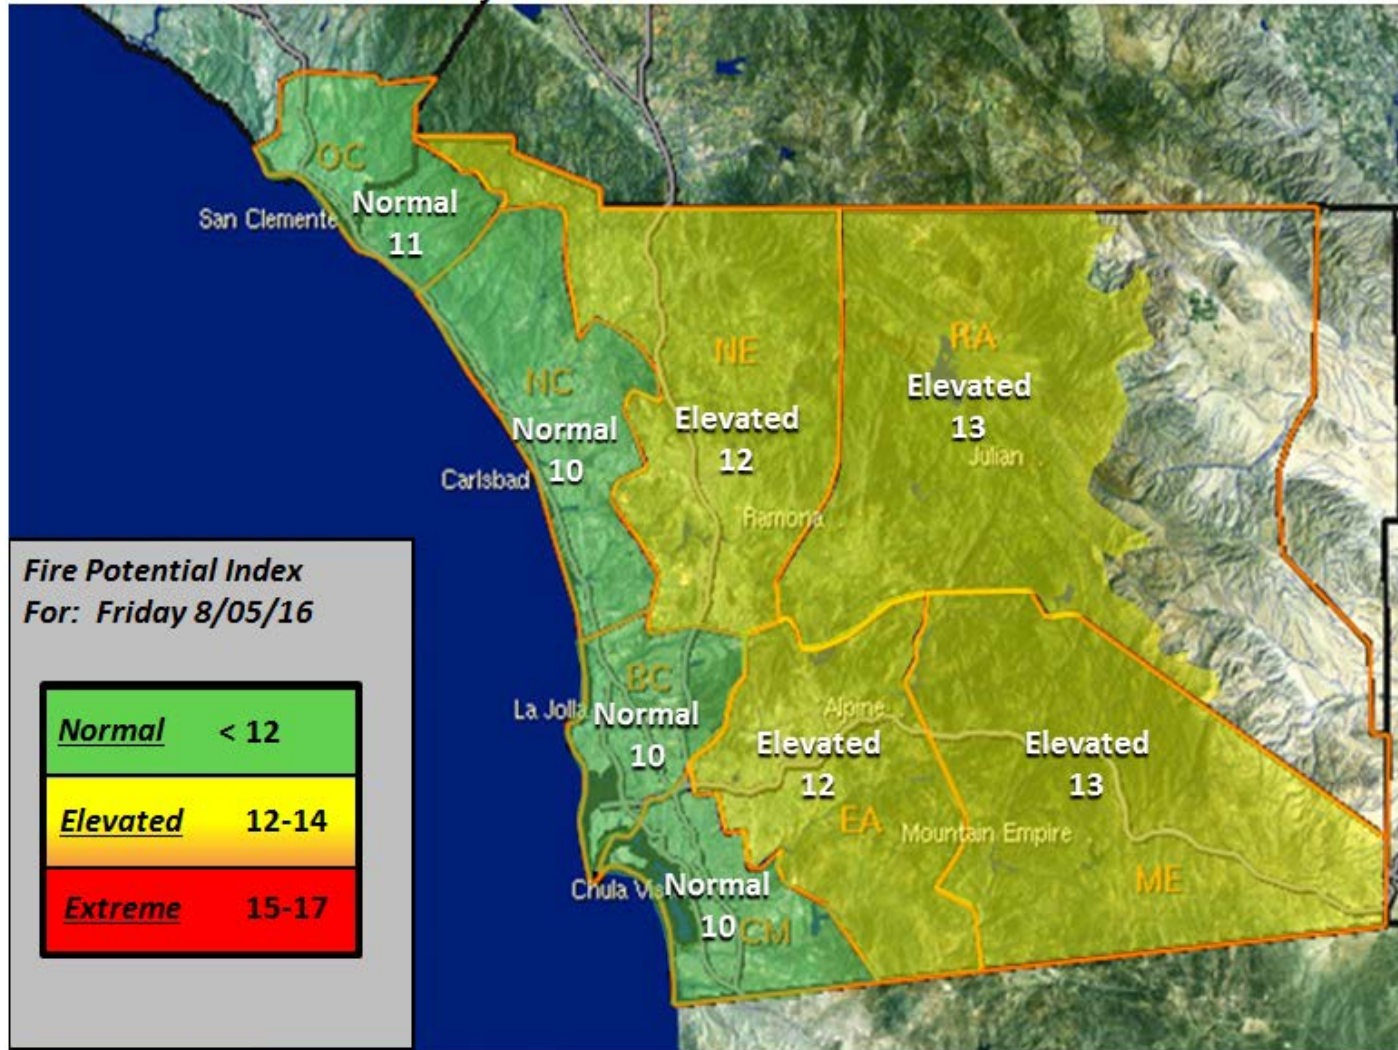 OC
San Clemente
Normal
11
NE
RA
NC
Elevated
13
Elevated
12
Normal
10
Julian
Carlsbad
Ramona
Fire Potential Index
For: Friday 8/05/16
Normal < 12
Elevated 12-14
Extreme 15-17
BC
La Jolla
Normal
10
Alpine
Elevated
12
Elevated
13
EA
Mountain Empire
ME
Chula Vis
Normal
10
CM